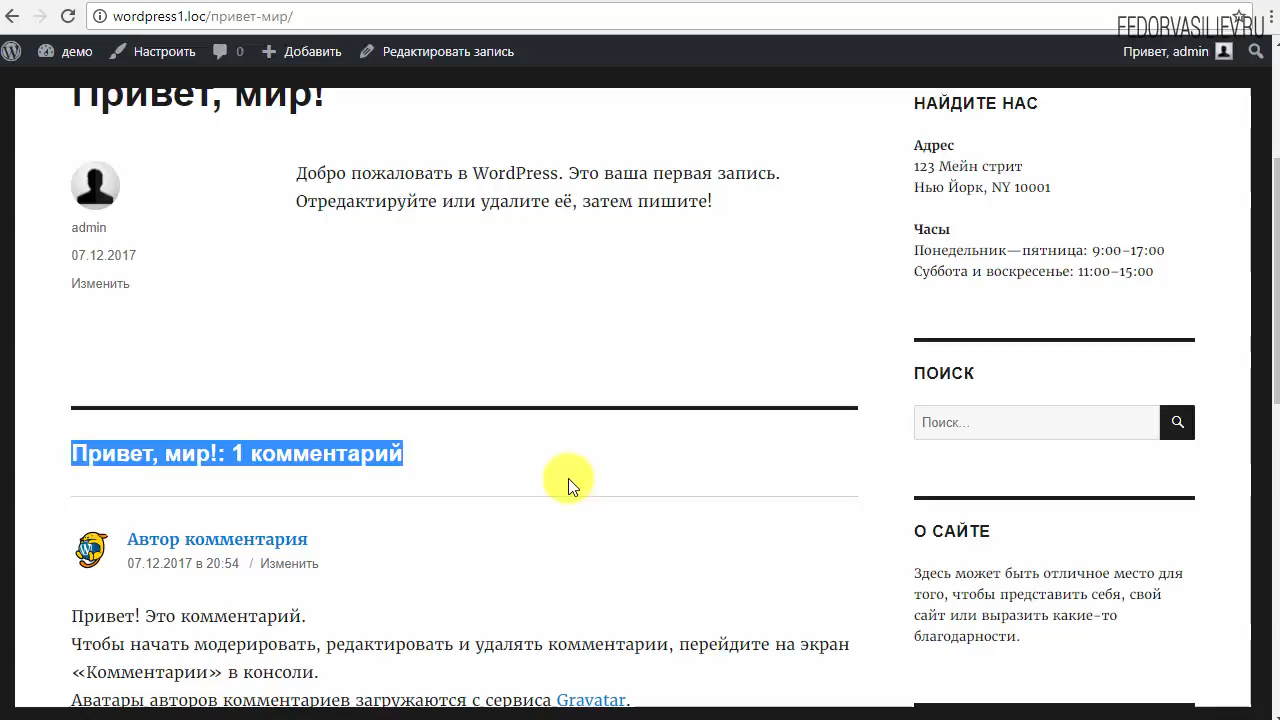 wordpress1.loc/привет-мир/
FEDORVASILIEV.RU
демо Настроить 0 Добавить Редактировать запись Привет, admin
Привет, мир!
admin
07.12.2017
Изменить
Добро пожаловать в WordPress. Это ваша первая запись.
Отредактируйте или удалите её, затем пишите!
Привет, мир!: 1 комментарий
Автор комментария
07.12.2017 в 20:54 / Изменить
Привет! Это комментарий.
Чтобы начать модерировать, редактировать и удалять комментарии, перейдите на экран
«Комментарии» в консоли.
Аватары авторов комментариев загружаются с сервиса Gravatar.
НАЙДИТЕ НАС
Адрес
123 Мейн стрит
Нью Йорк, NY 10001
Часы
Понедельник—пятница: 9:00–17:00
Суббота и воскресенье: 11:00–15:00
ПОИСК
Поиск…
О САЙТЕ
Здесь может быть отличное место для
того, чтобы представить себя, свой
сайт или выразить какие-то
благодарности.